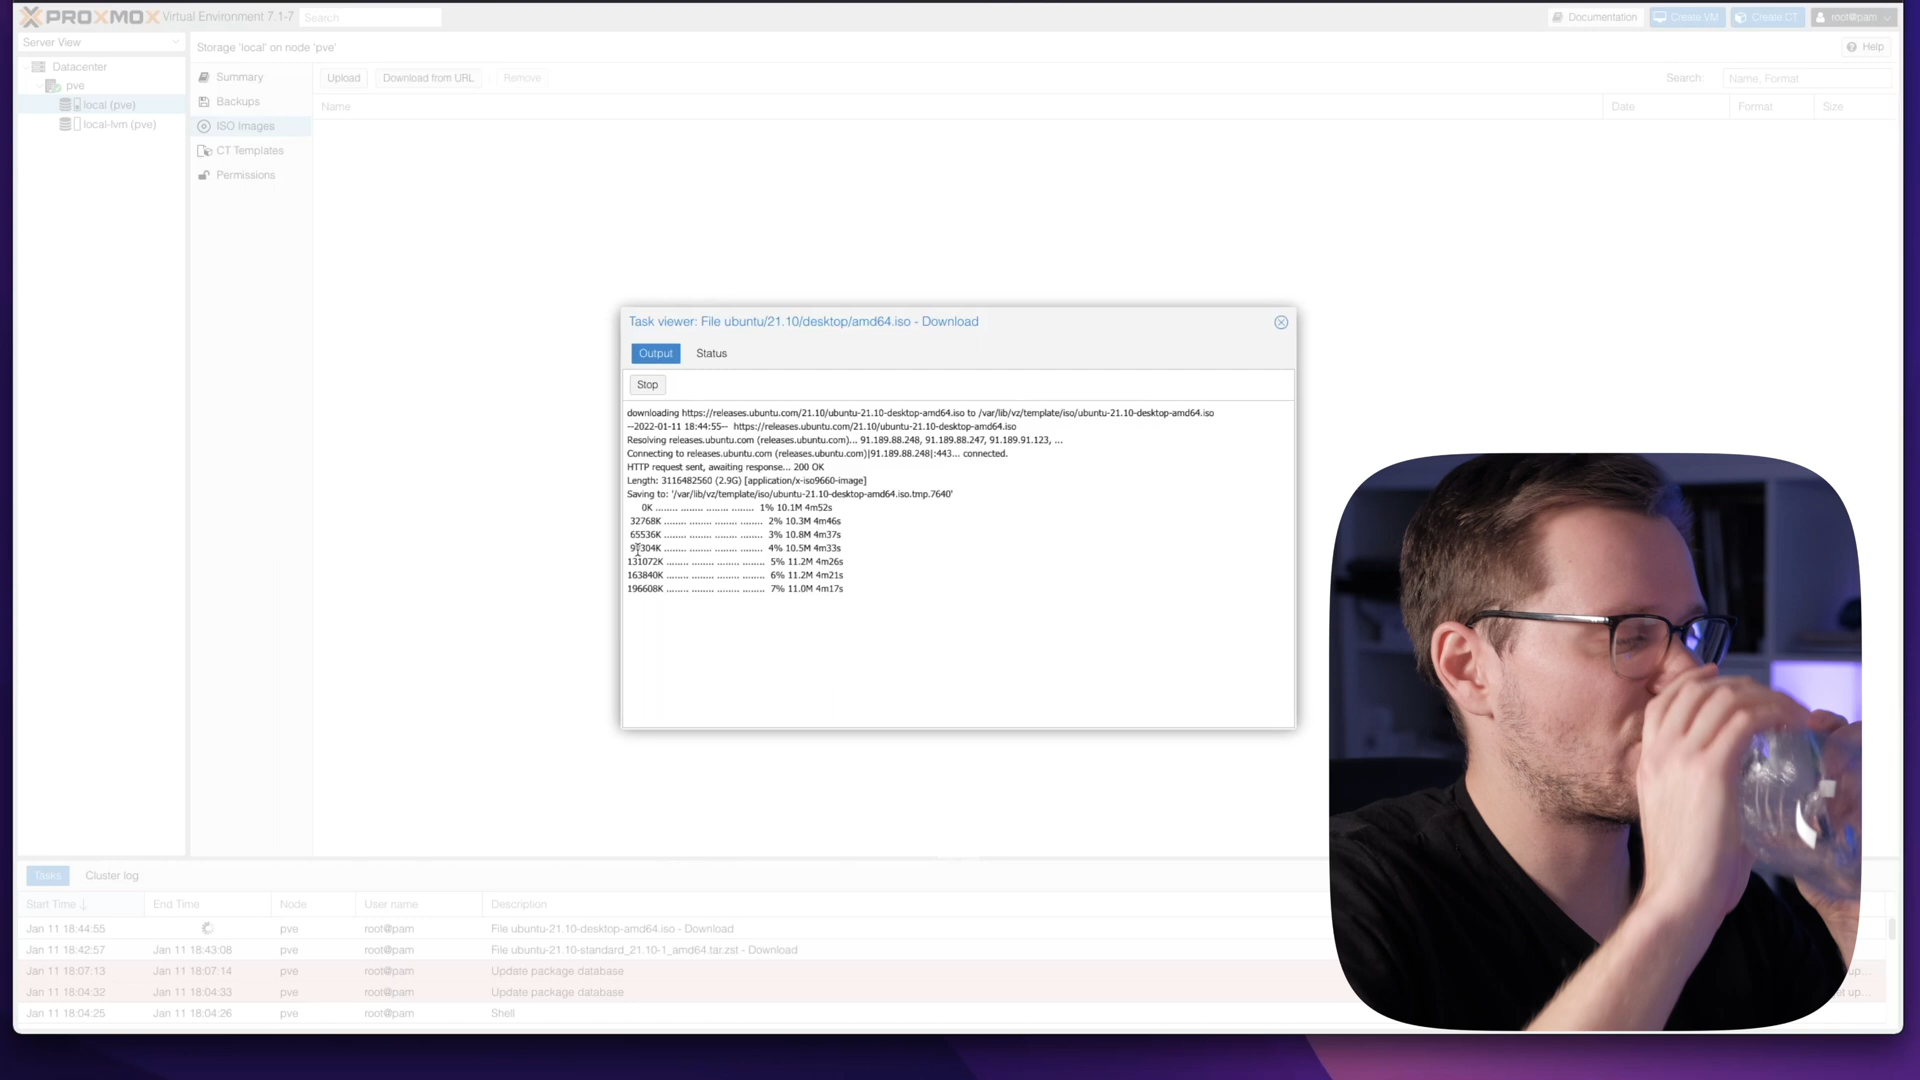 PROXMOX Virtual Environment 7.1-7 Search Documentation Create VM Create CT root@pam
Server View
Datacenter
pve
local (pve)
local-lvm (pve)
Storage 'local' on node 'pve' Help
Summary
Backups
ISO Images
CT Templates
Permissions
Upload Download from URL Remove Search: Name, Format
Name Date Format Size
Task viewer: File ubuntu/21.10/desktop/amd64.iso - Download
Output Status
Stop
downloading https://releases.ubuntu.com/21.10/ubuntu-21.10-desktop-amd64.iso to /var/lib/vz/template/iso/ubuntu-21.10-desktop-amd64.iso
--2022-01-11 18:44:55-- https://releases.ubuntu.com/21.10/ubuntu-21.10-desktop-amd64.iso
Resolving releases.ubuntu.com (releases.ubuntu.com)... 91.189.88.248, 91.189.88.247, 91.189.91.123, ...
Connecting to releases.ubuntu.com (releases.ubuntu.com)|91.189.88.248|:443... connected.
HTTP request sent, awaiting response... 200 OK
Length: 3116482560 (2.9G) [application/x-iso9660-image]
Saving to: '/var/lib/vz/template/iso/ubuntu-21.10-desktop-amd64.iso.tmp.7640'
0K ........ ........ ........ ........ 1% 10.1M 4m52s
32768K ........ ........ ........ ........ 2% 10.3M 4m46s
65536K ........ ........ ........ ........ 3% 10.8M 4m37s
98304K ........ ........ ........ ........ 4% 10.5M 4m33s
131072K ........ ........ ........ ........ 5% 11.2M 4m26s
163840K ........ ........ ........ ........ 6% 11.2M 4m21s
196608K ........ ........ ........ ........ 7% 11.0M 4m17s
Tasks Cluster log
Start Time End Time Node User name Description
Jan 11 18:44:55 pve root@pam File ubuntu-21.10-desktop-amd64.iso - Download
Jan 11 18:42:57 Jan 11 18:43:08 pve root@pam File ubuntu-21.10-standard_21.10-1_amd64.tar.zst - Download
Jan 11 18:07:13 Jan 11 18:07:14 pve root@pam Update package database up...
Jan 11 18:04:32 Jan 11 18:04:33 pve root@pam Update package database up...
Jan 11 18:04:25 Jan 11 18:04:26 pve root@pam Shell